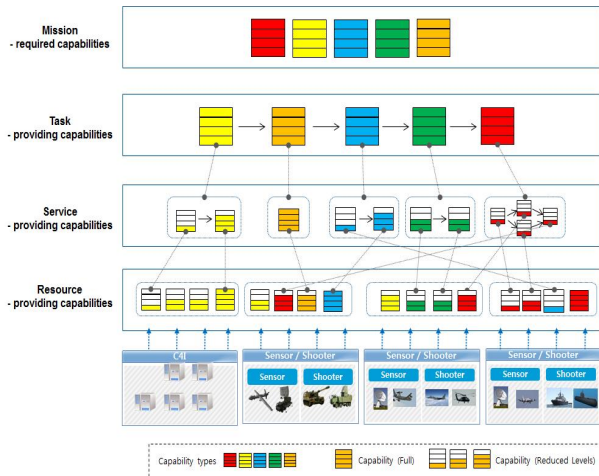 Mission
- required capabilities
Task
- providing capabilities
Service
- providing capabilities
Resource
- providing capabilities
C4I
Sensor / Shooter
Sensor / Shooter
Sensor / Shooter
Sensor
Shooter
Sensor
Shooter
Sensor
Shooter
Capability types
Capability (Full)
Capability (Reduced Levels)